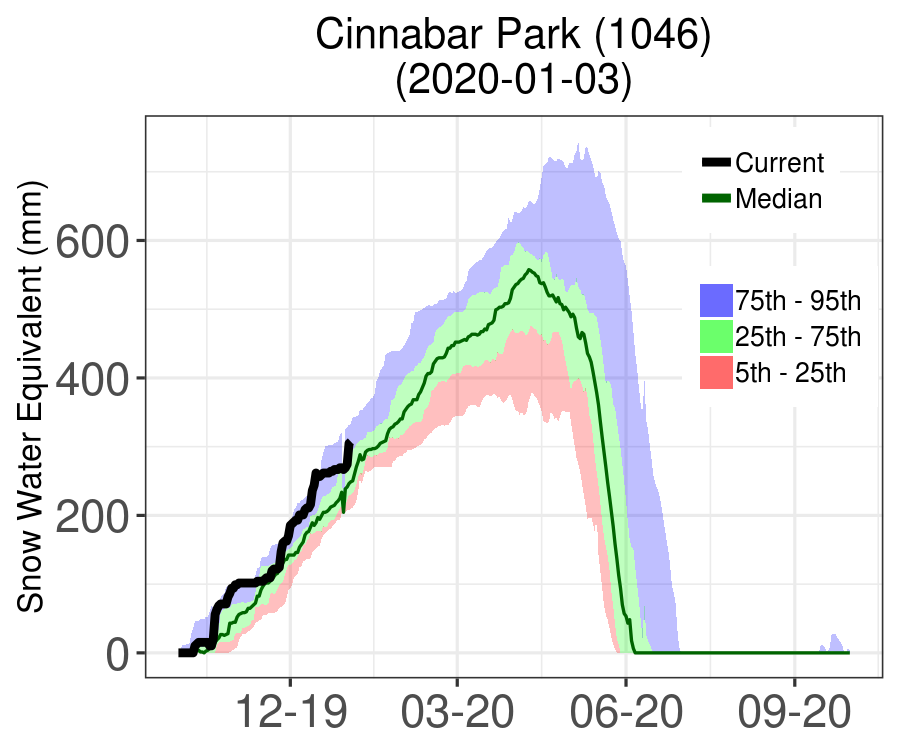 Cinnabar Park (1046)
(2020-01-03)
Snow Water Equivalent (mm)
600
400
200
0
12-19
03-20
06-20
09-20
Current
Median
75th - 95th
25th - 75th
5th - 25th